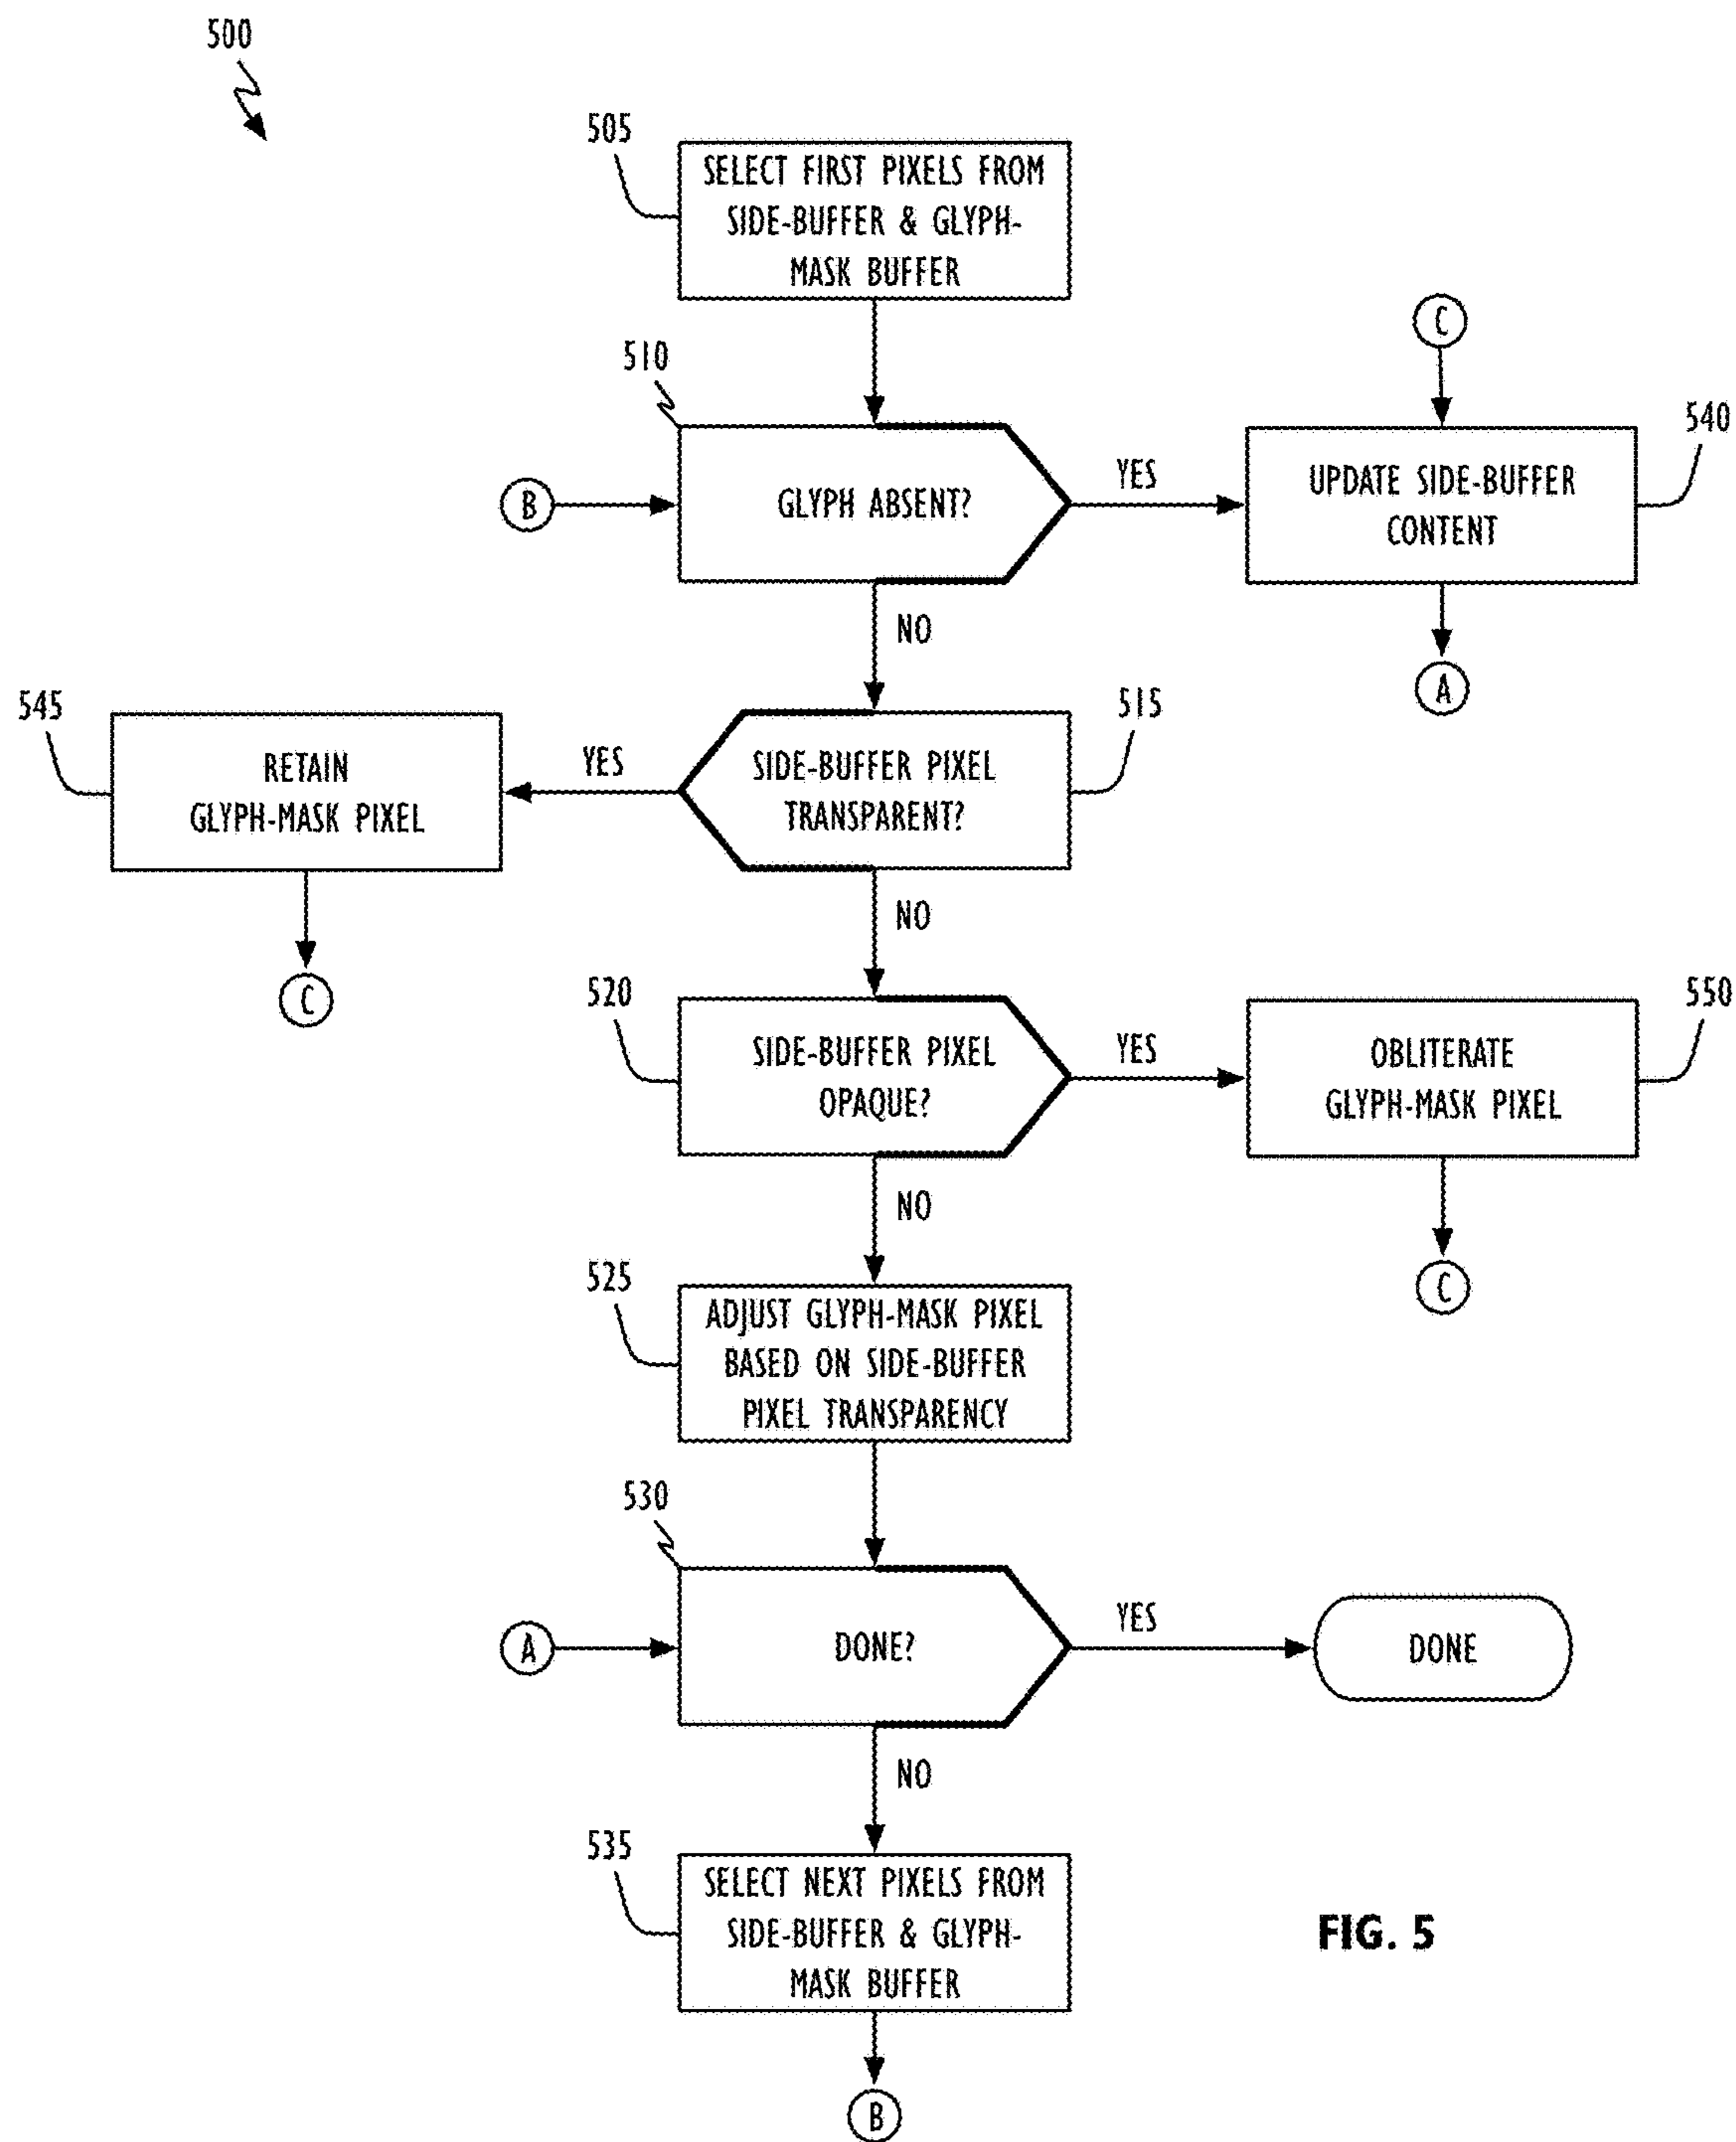 500
505
SELECT FIRST PIXELS FROM
SIDE-BUFFER & GLYPH-
MASK BUFFER
C
510
540
B
GLYPH ABSENT?
YES
UPDATE SIDE-BUFFER
CONTENT
NO
A
545
515
RETAIN
GLYPH-MASK PIXEL
YES
SIDE-BUFFER PIXEL
TRANSPARENT?
NO
C
520
550
SIDE-BUFFER PIXEL
OPAQUE?
YES
OBLITERATE
GLYPH-MASK PIXEL
NO
C
525
ADJUST GLYPH-MASK PIXEL
BASED ON SIDE-BUFFER
PIXEL TRANSPARENCY
530
A
DONE?
YES
DONE
NO
535
SELECT NEXT PIXELS FROM
SIDE-BUFFER & GLYPH-
MASK BUFFER
FIG. 5
B